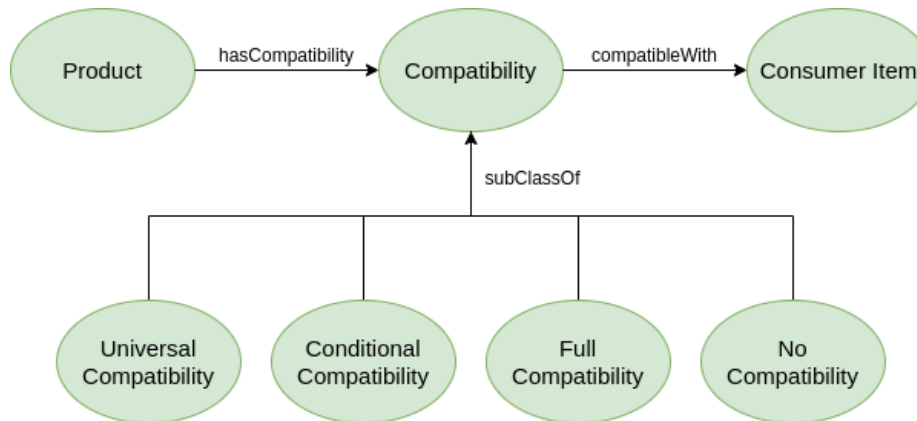 Product
hasCompatibility
Compatibility
compatibleWith
Consumer Item
subClassOf
Universal
Compatibility
Conditional
Compatibility
Full
Compatibility
No
Compatibility